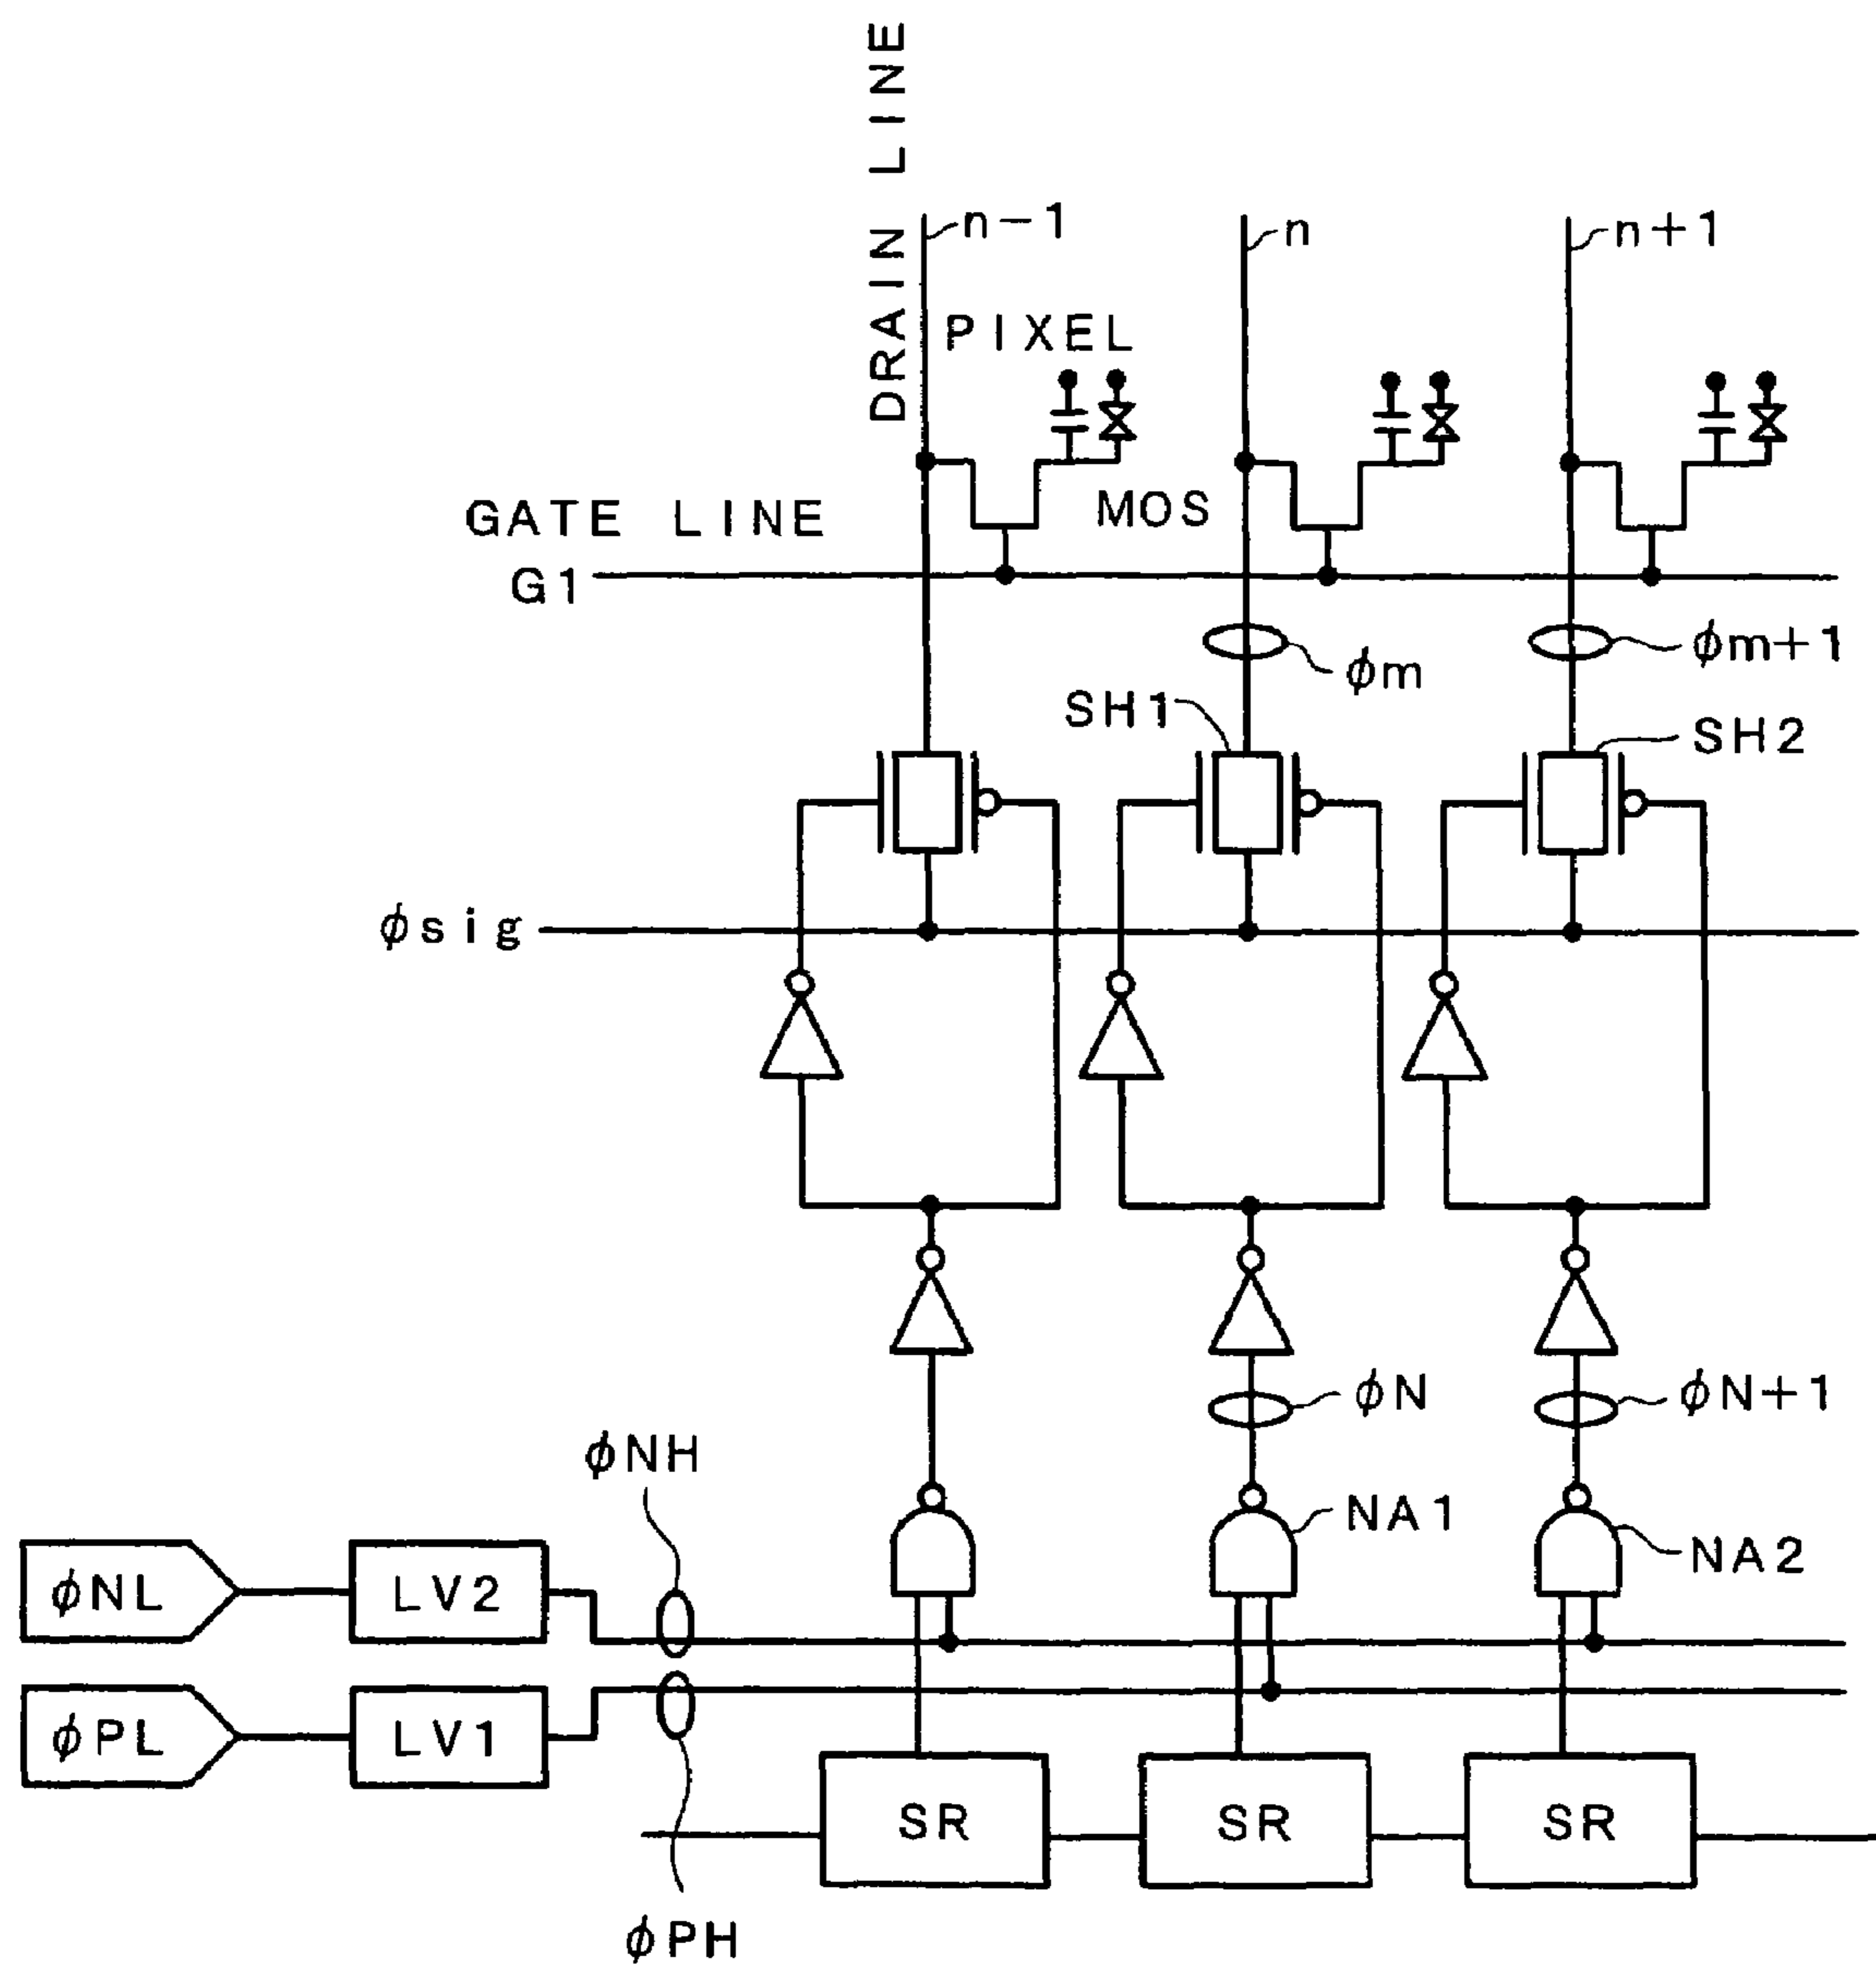 DRAIN LINE
n-1
n
n+1
PIXEL
MOS
GATE LINE
G1
ϕm
ϕm+1
SH1
SH2
ϕsig
ϕN
ϕN+1
ϕNH
NA1
NA2
ϕNL
LV2
ϕPL
LV1
SR
SR
SR
ϕPH